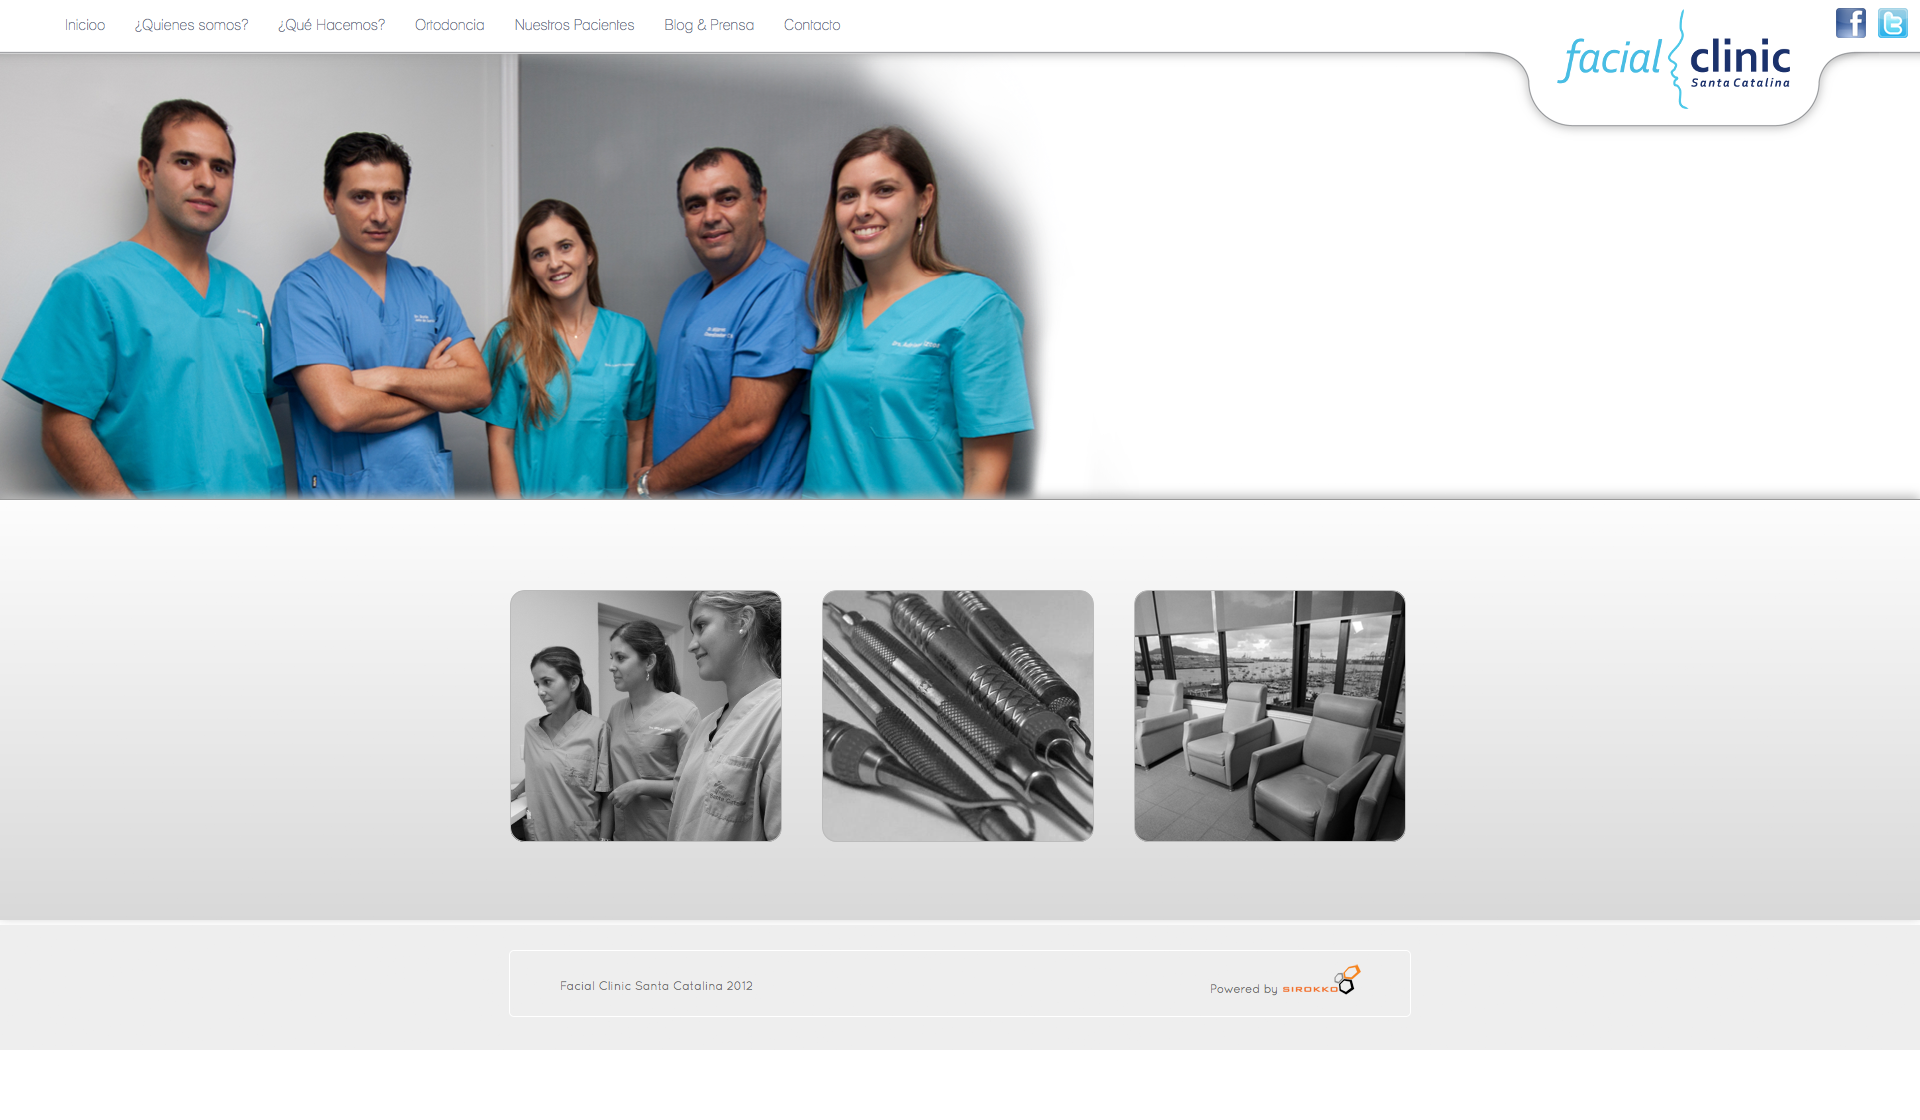 Inicioo
¿Quienes somos?
¿Qué Hacemos?
Ortodoncia
Nuestros Pacientes
Blog & Prensa
Contacto
facial clinic
Santa Catalina
Facial Clinic Santa Catalina 2012
Powered by SIROKKO